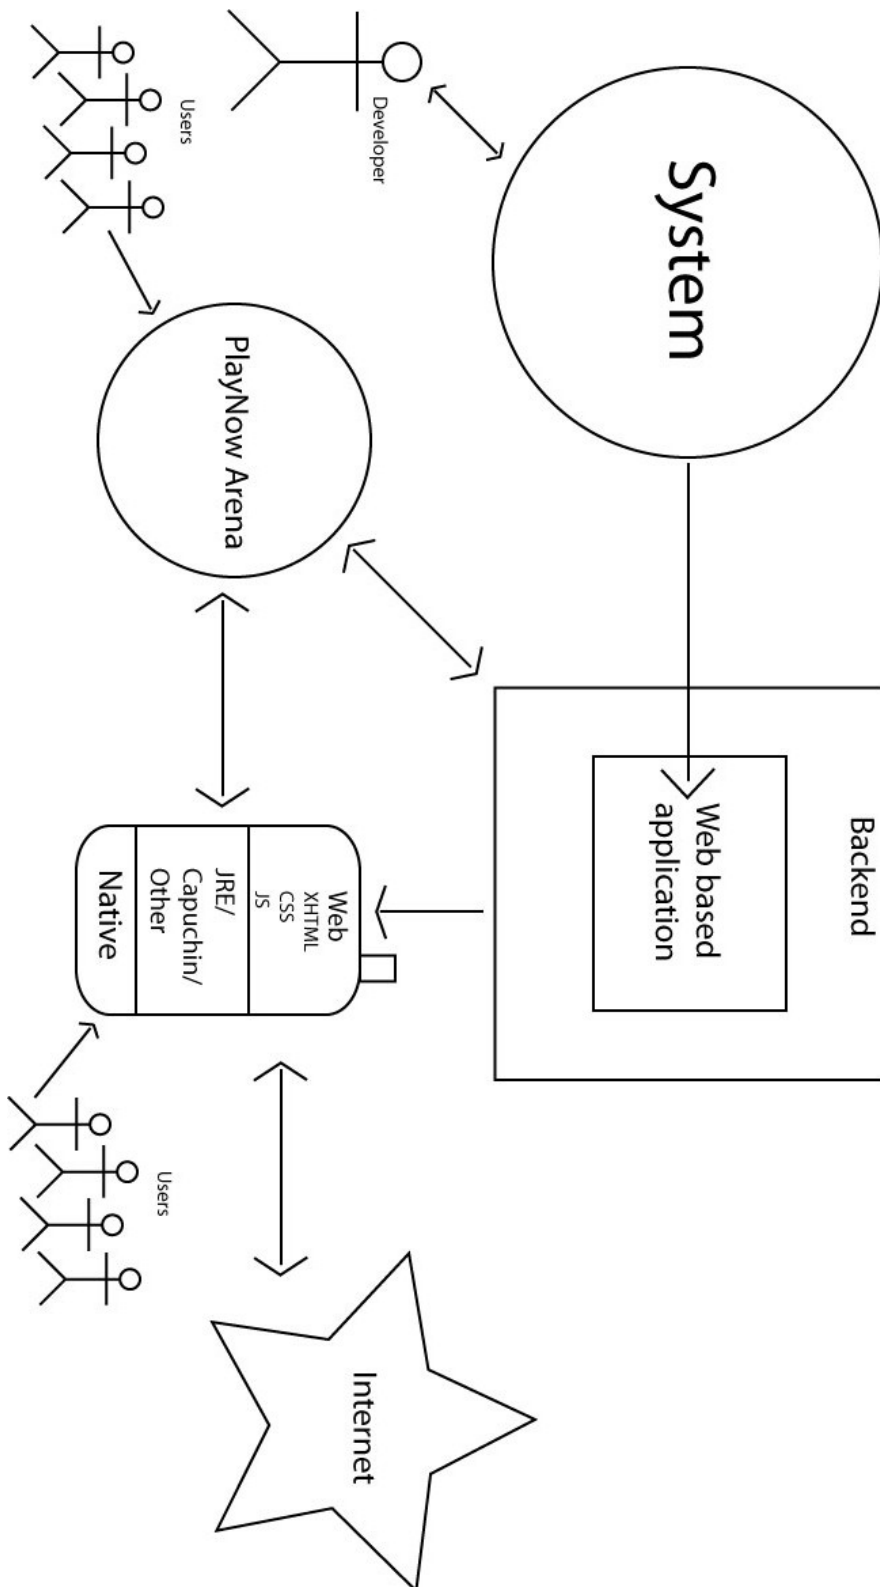 System
Backend
Web based
application
Developer
Users
PlayNow Arena
Web
XHTML
CSS
JS
JRE/
Capuchin/
Other
Native
Users
Internet